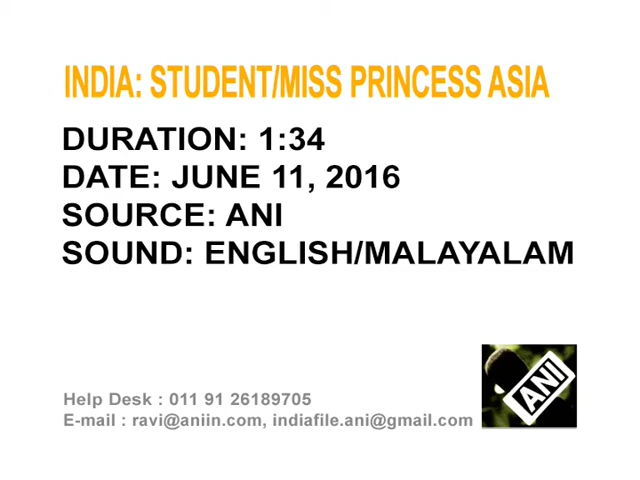 INDIA: STUDENT/MISS PRINCESS ASIA
DURATION: 1:34
DATE: JUNE 11, 2016
SOURCE: ANI
SOUND: ENGLISH/MALAYALAM
Help Desk : 011 91 26189705
E-mail : ravi@aniin.com, indiafile.ani@gmail.com
ANI